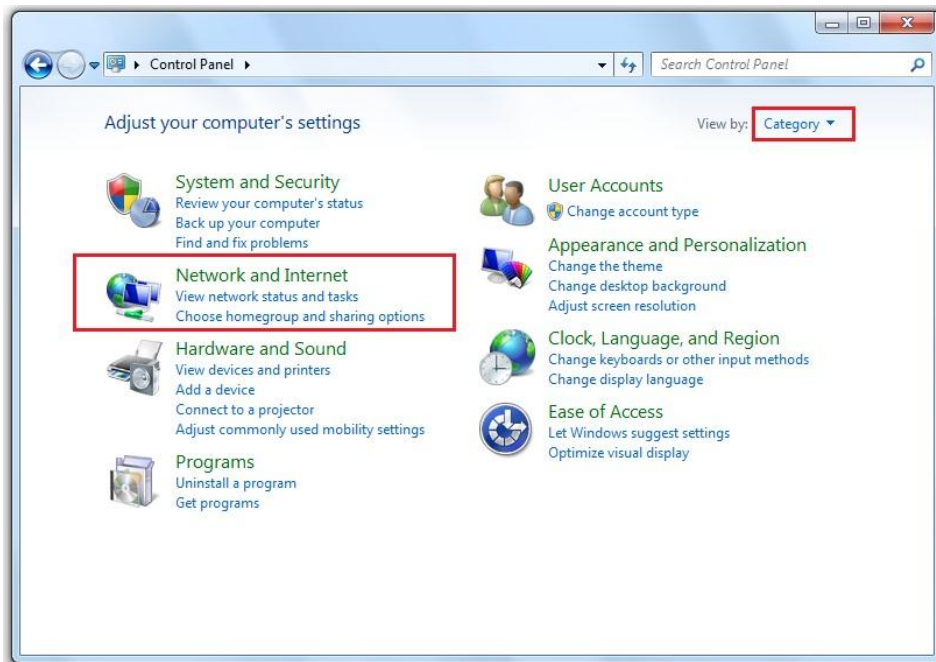 Control Panel
Search Control Panel
Adjust your computer's settings
View by: Category
System and Security
Review your computer's status
Back up your computer
Find and fix problems
Network and Internet
View network status and tasks
Choose homegroup and sharing options
Hardware and Sound
View devices and printers
Add a device
Connect to a projector
Adjust commonly used mobility settings
Programs
Uninstall a program
Get programs
User Accounts
Change account type
Appearance and Personalization
Change the theme
Change desktop background
Adjust screen resolution
Clock, Language, and Region
Change keyboards or other input methods
Change display language
Ease of Access
Let Windows suggest settings
Optimize visual display